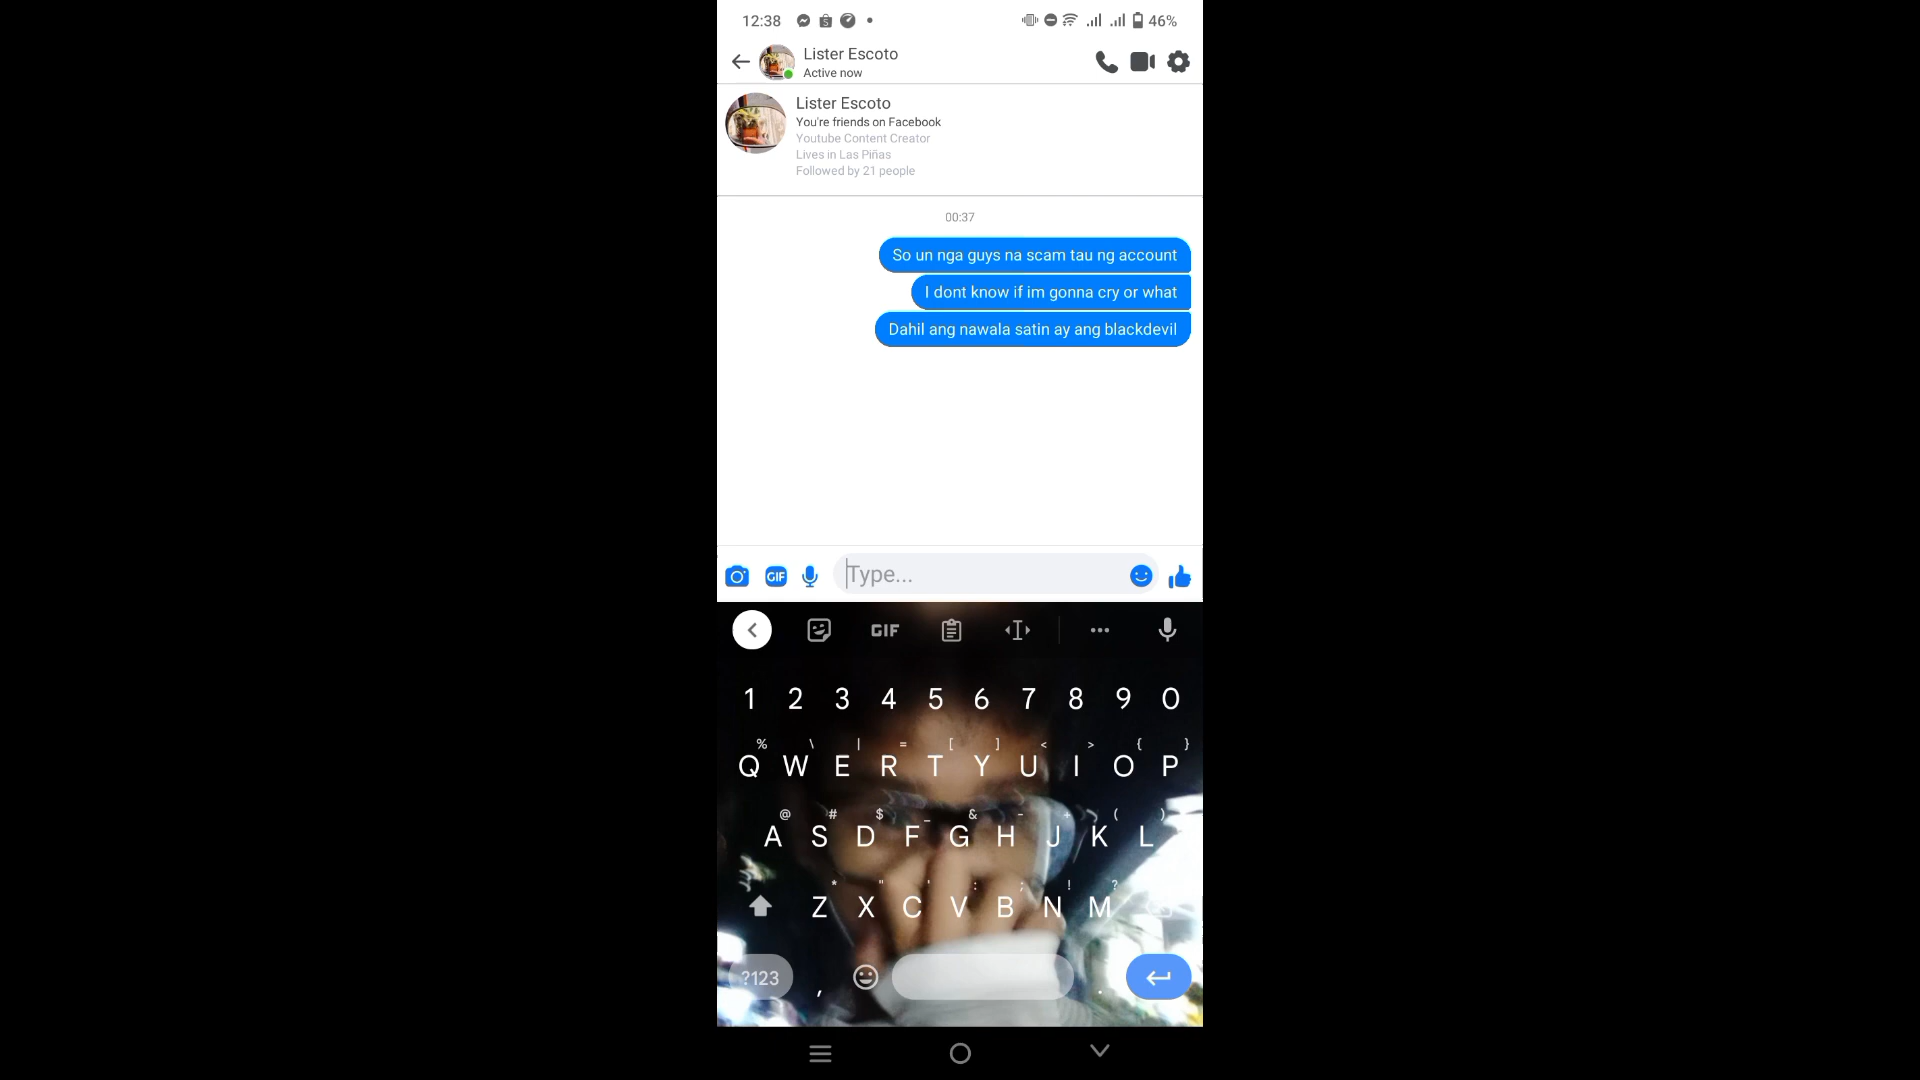 12:38
46%
Lister Escoto
Active now
Lister Escoto
You're friends on Facebook
Youtube Content Creator
Lives in Las Piñas
Followed by 21 people
00:37
So un nga guys na scam tau ng account
I dont know if im gonna cry or what
Dahil ang nawala satin ay ang blackdevil
GIF
Type...
GIF
1 2 3 4 5 6 7 8 9 0
% \ | = [ ] < > { }
Q W E R T Y U I O P
@ # $ _ & - + ( )
A S D F G H J K L
* " ' : ; ! ?
Z X C V B N M
?123 , .